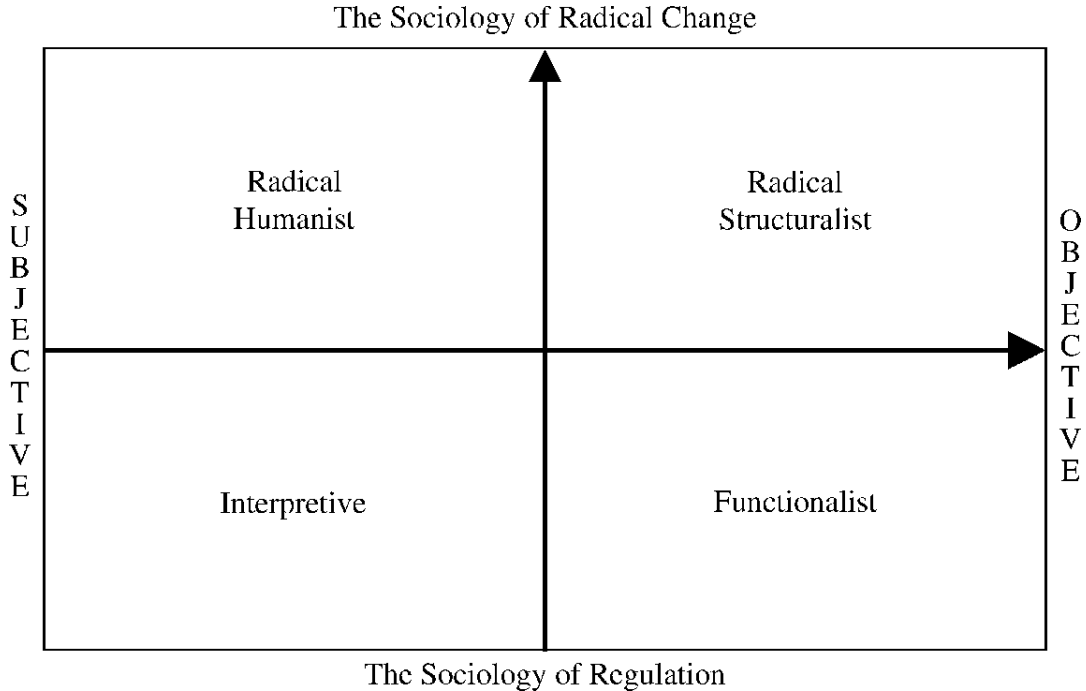 The Sociology of Radical Change
SUBJECTIVE
Radical
Humanist
Radical
Structuralist
OBJECTIVE
Interpretive
Functionalist
The Sociology of Regulation